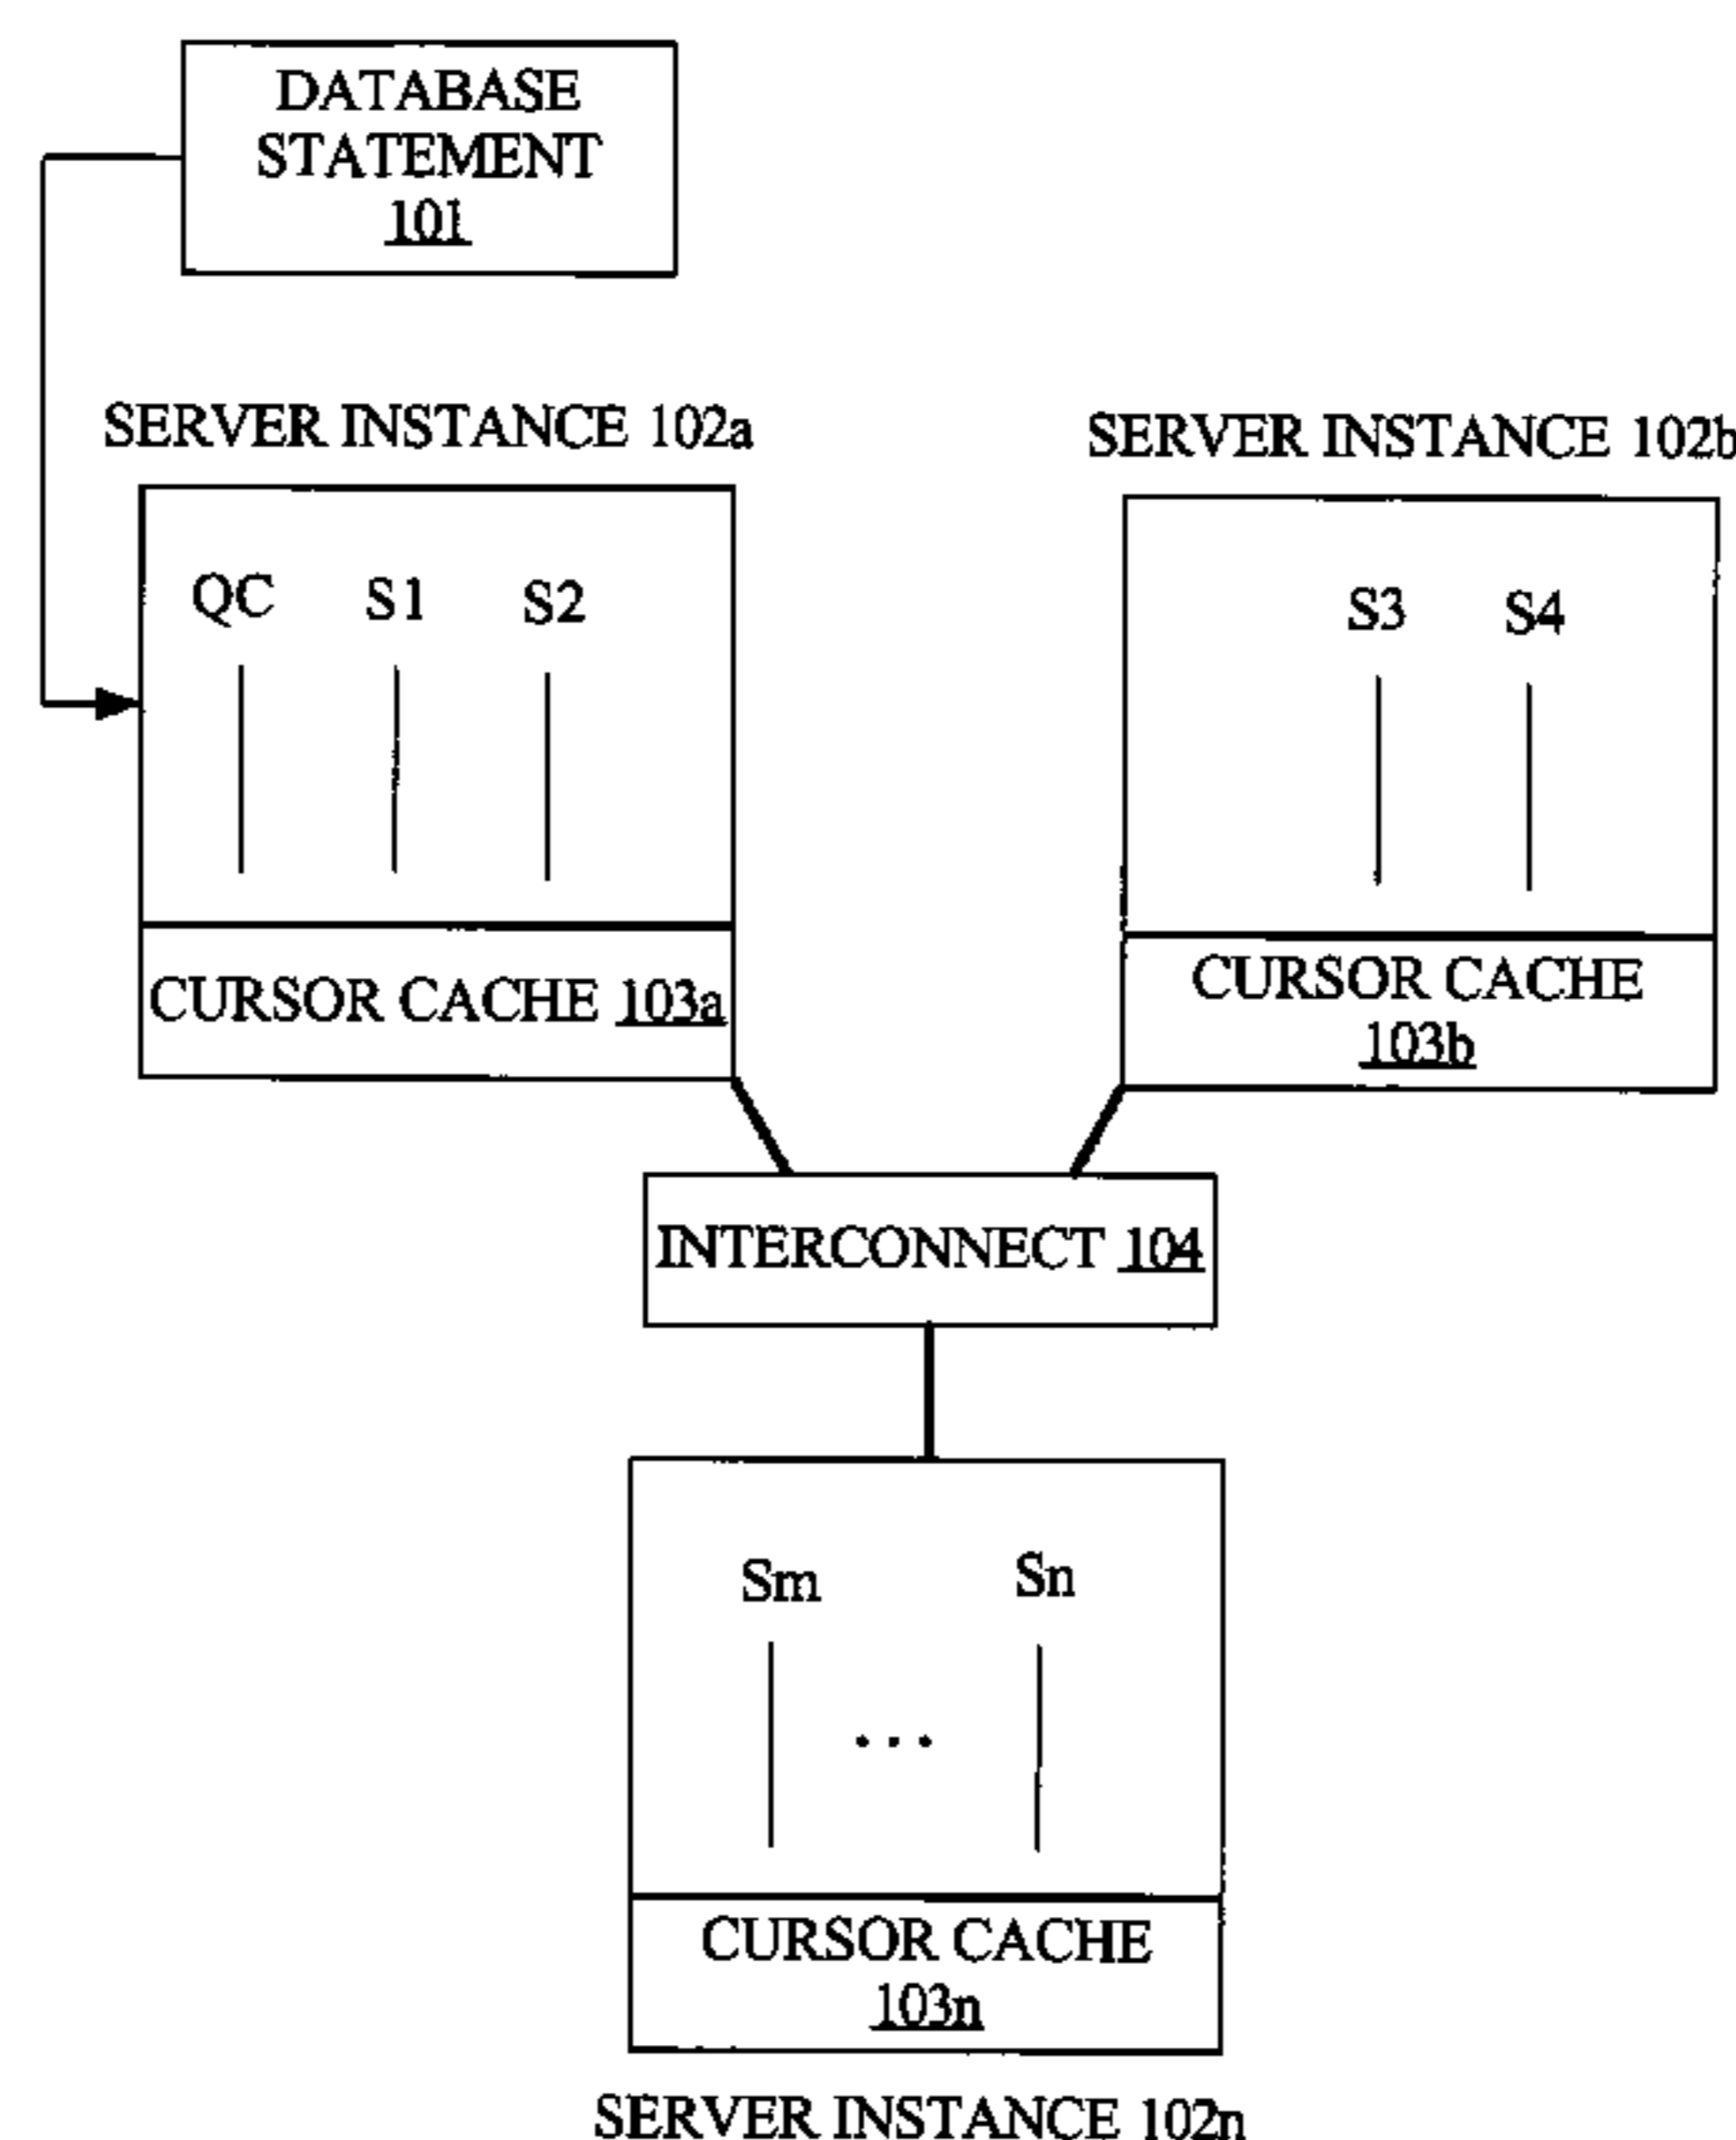 DATABASE
STATEMENT
101
SERVER INSTANCE 102a
SERVER INSTANCE 102b
QC S1 S2
S3 S4
CURSOR CACHE 103a
CURSOR CACHE
103b
INTERCONNECT 104
Sm Sn
...
CURSOR CACHE
103n
SERVER INSTANCE 102n